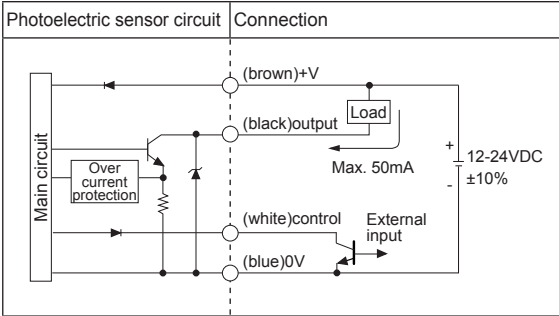 Photoelectric sensor circuit
Connection
(brown)+V
Load
(black)output
Max. 50mA
+
12-24VDC
±10%
-
Main circuit
Over
current
protection
(white)control
External
input
(blue)0V